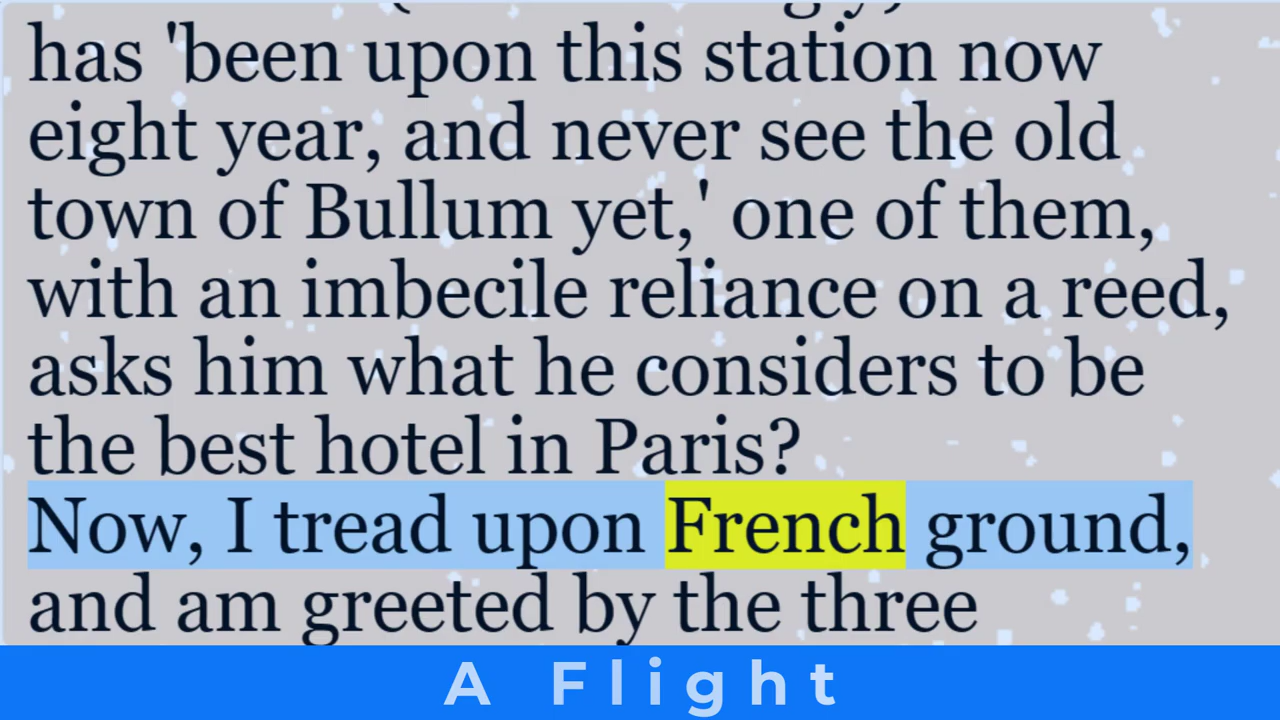 has 'been upon this station now
eight year, and never see the old
town of Bullum yet,' one of them,
with an imbecile reliance on a reed,
asks him what he considers to be
the best hotel in Paris?
Now, I tread upon French ground,
and am greeted by the three
A Flight